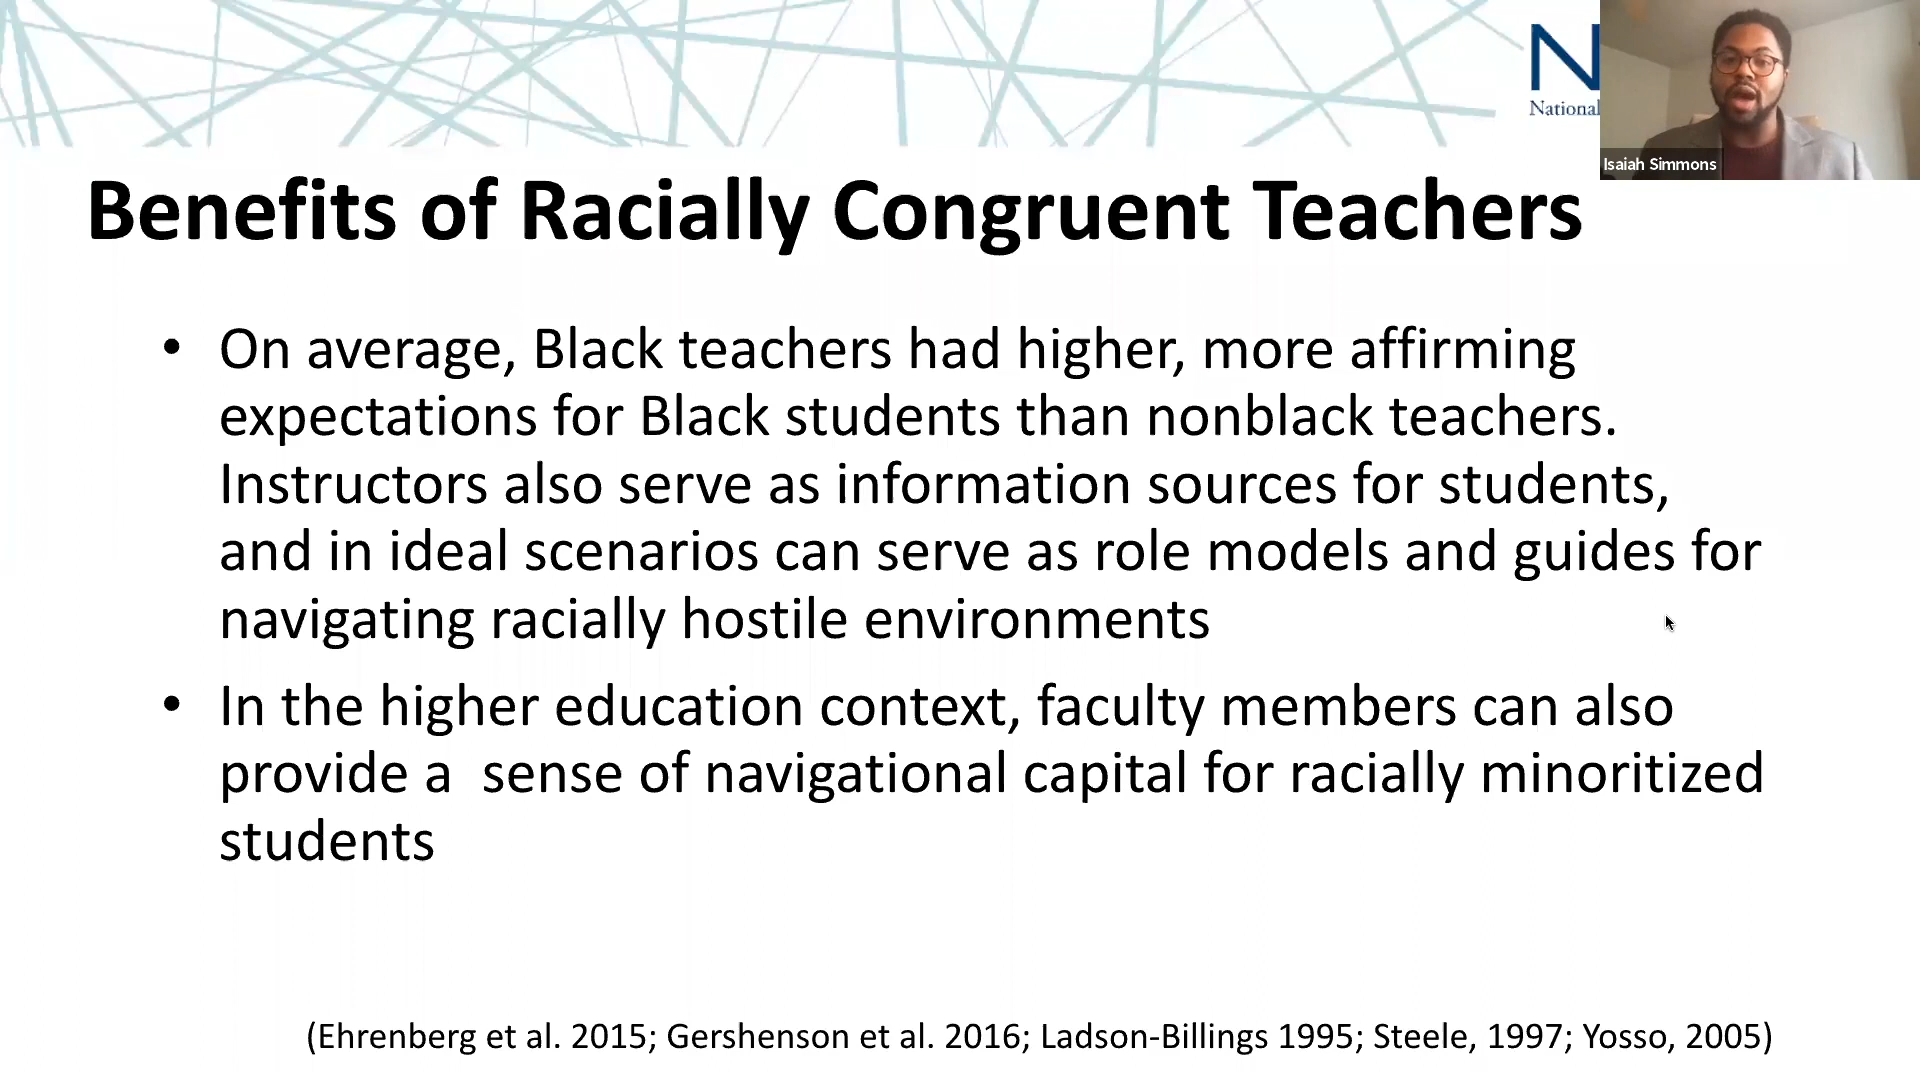 N
National
Isaiah Simmons
Benefits of Racially Congruent Teachers
• On average, Black teachers had higher, more affirming
expectations for Black students than nonblack teachers.
Instructors also serve as information sources for students,
and in ideal scenarios can serve as role models and guides for
navigating racially hostile environments
• In the higher education context, faculty members can also
provide a  sense of navigational capital for racially minoritized
students
(Ehrenberg et al. 2015; Gershenson et al. 2016; Ladson-Billings 1995; Steele, 1997; Yosso, 2005)